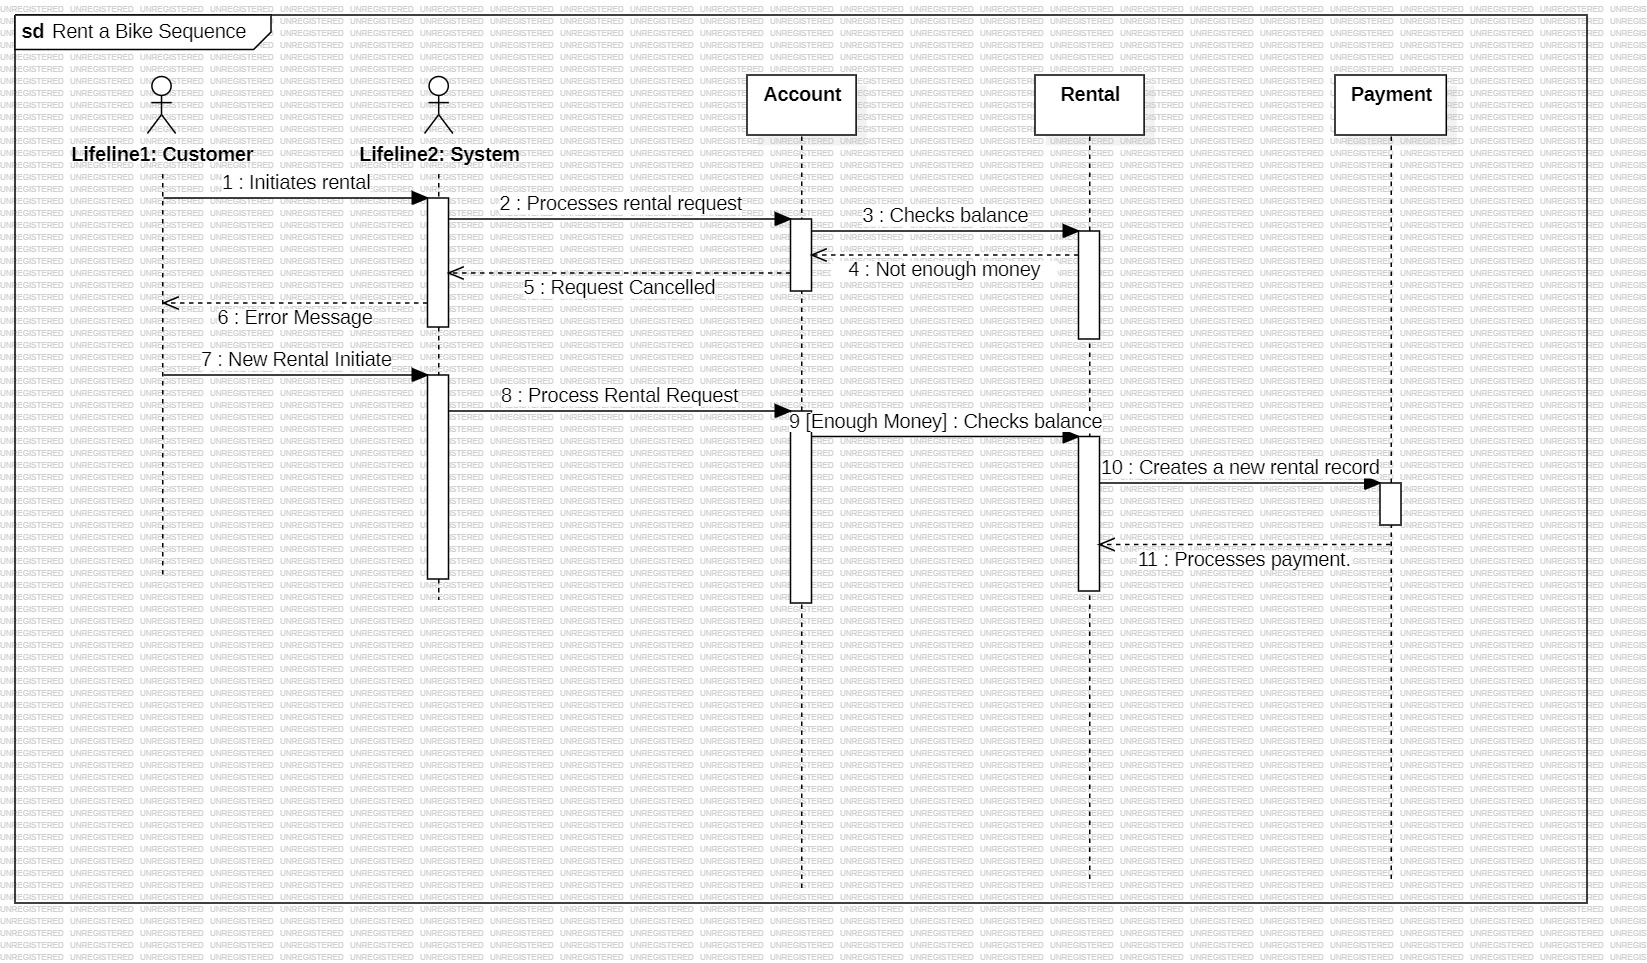 sd Rent a Bike Sequence
Account
Rental
Payment
Lifeline1: Customer
Lifeline2: System
1 : Initiates rental
2 : Processes rental request
3 : Checks balance
4 : Not enough money
5 : Request Cancelled
6 : Error Message
7 : New Rental Initiate
8 : Process Rental Request
9 [Enough Money] : Checks balance
10 : Creates a new rental record
11 : Processes payment.
UNREGISTERED